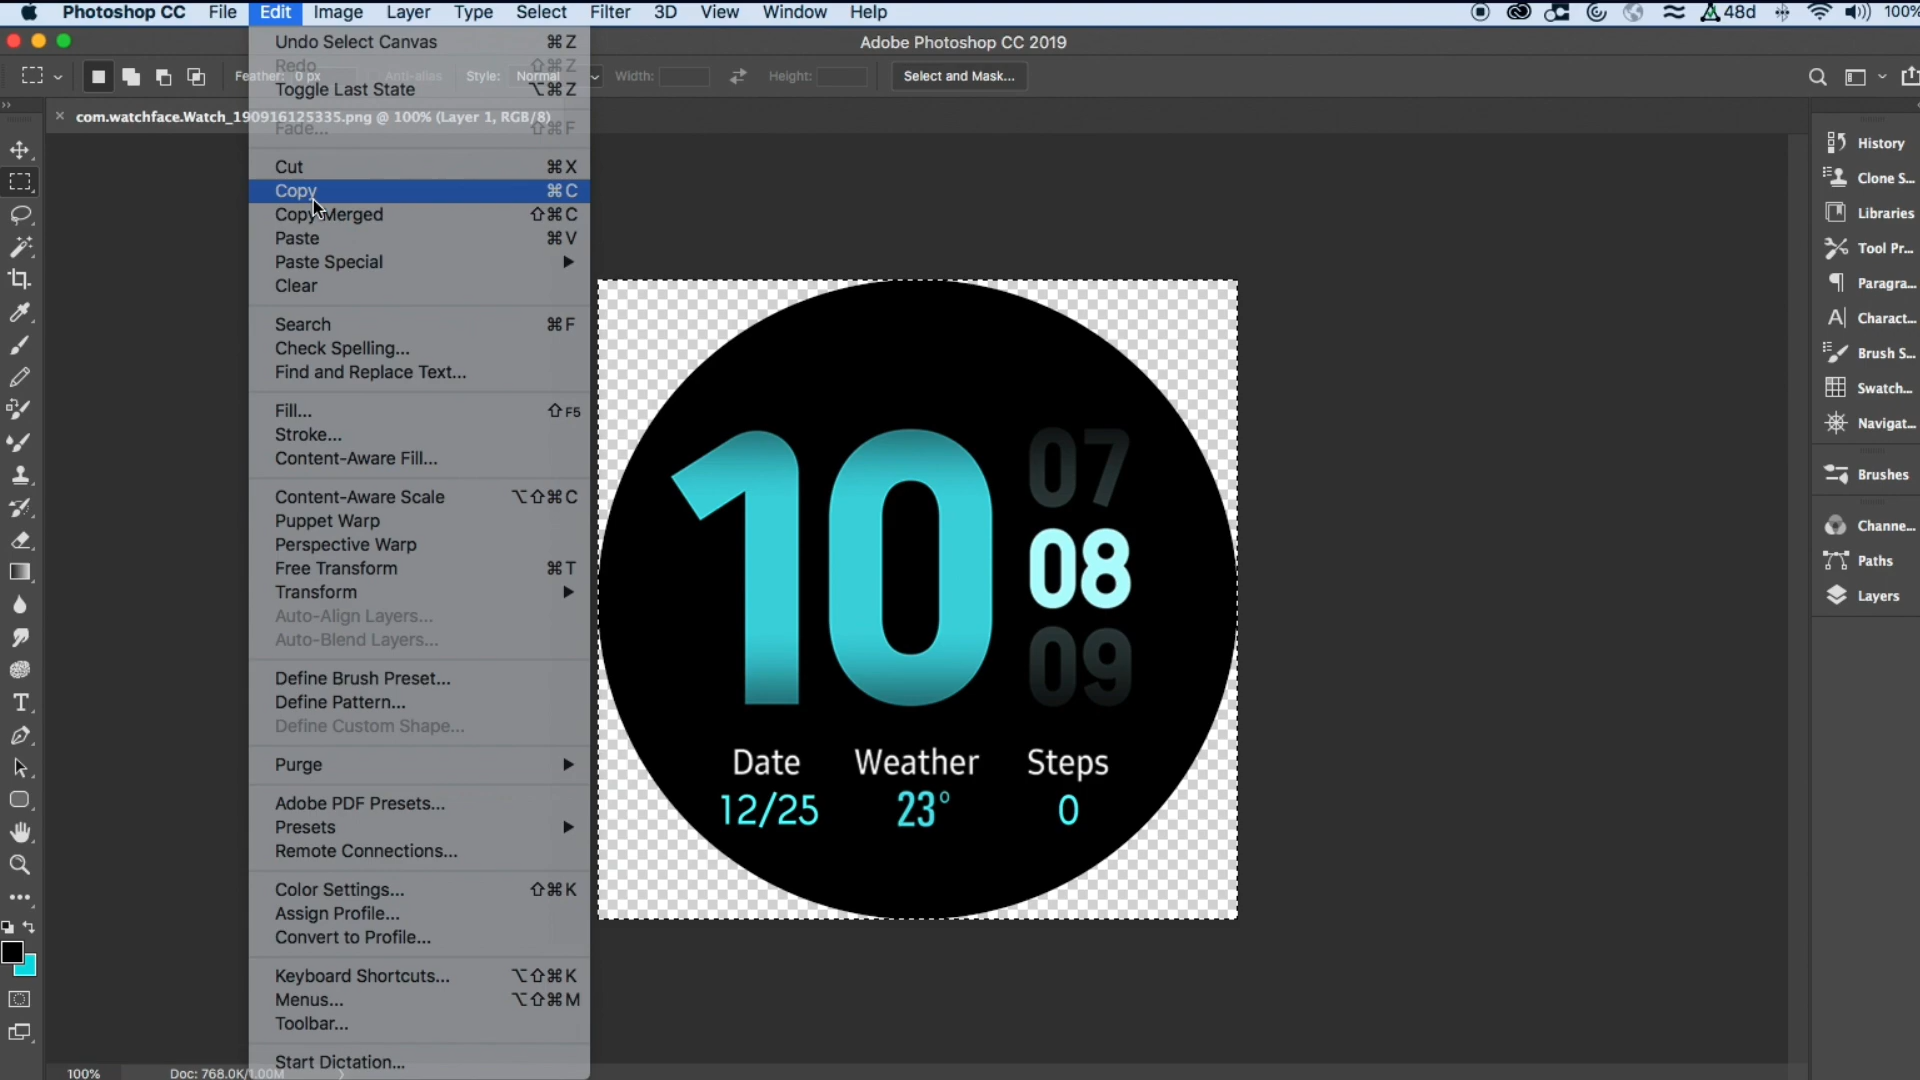 Photoshop CC File Edit Image Layer Type Select Filter 3D View Window Help 48d 100%
Adobe Photoshop CC 2019
Feather: 0 px Anti-alias Style: Normal Width: Height: Select and Mask...
com.watchface.Watch_190916125335.png @ 100% (Layer 1, RGB/8)
Undo Select Canvas ⌘Z
Redo ⇧⌘Z
Toggle Last State ⌥⌘Z
Fade... ⇧⌘F
Cut ⌘X
Copy ⌘C
Copy Merged ⇧⌘C
Paste ⌘V
Paste Special
Clear
Search ⌘F
Check Spelling...
Find and Replace Text...
Fill... ⇧F5
Stroke...
Content-Aware Fill...
Content-Aware Scale ⌥⇧⌘C
Puppet Warp
Perspective Warp
Free Transform ⌘T
Transform
Auto-Align Layers...
Auto-Blend Layers...
Define Brush Preset...
Define Pattern...
Define Custom Shape...
Purge
Adobe PDF Presets...
Presets
Remote Connections...
Color Settings... ⇧⌘K
Assign Profile...
Convert to Profile...
Keyboard Shortcuts... ⌥⇧⌘K
Menus... ⌥⇧⌘M
Toolbar...
Start Dictation...
10
07
08
09
Date Weather Steps
12/25 23° 0
History
Clone S...
Libraries
Tool Pr...
Paragra...
Charact...
Brush S...
Swatch...
Navigat...
Brushes
Channe...
Paths
Layers
100% Doc: 768.0K/1.00M